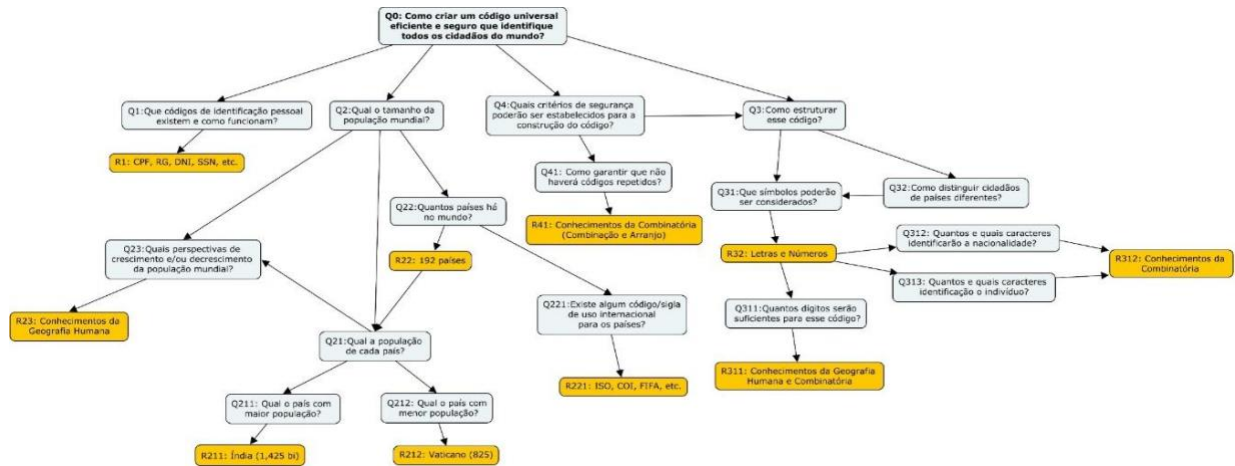 Q0: Como criar um código universal
eficiente e seguro que identifique
todos os cidadãos do mundo?
Q1:Que códigos de identificação pessoal
existem e como funcionam?
Q2:Qual o tamanho da
população mundial?
Q4:Quais critérios de segurança
poderão ser estabelecidos para a
construção do código?
Q3:Como estruturar
esse código?
R1: CPF, RG, DNI, SSN, etc.
Q41: Como garantir que não
haverá códigos repetidos?
Q31:Que símbolos poderão
ser considerados?
Q32:Como distinguir cidadãos
de países diferentes?
Q22:Quantos países há
no mundo?
R41: Conhecimentos da Combinatória
(Combinação e Arranjo)
Q23:Quais perspectivas de
crescimento e/ou decrescimento
da população mundial?
R22: 192 países
R32: Letras e Números
Q312: Quantos e quais caracteres
identificarão a nacionalidade?
R312: Conhecimentos da
Combinatória
Q313: Quantos e quais caracteres
identificação o indivíduo?
R23: Conhecimentos da
Geografia Humana
Q221:Existe algum código/sigla
de uso internacional
para os países?
Q311:Quantos dígitos serão
suficientes para esse código?
Q21:Qual a população
de cada país?
R221: ISO, COI, FIFA, etc.
R311: Conhecimentos da Geografia
Humana e Combinatória
Q211: Qual o país com
maior população?
Q212: Qual o país com
menor população?
R211: Índia (1,425 bi)
R212: Vaticano (825)